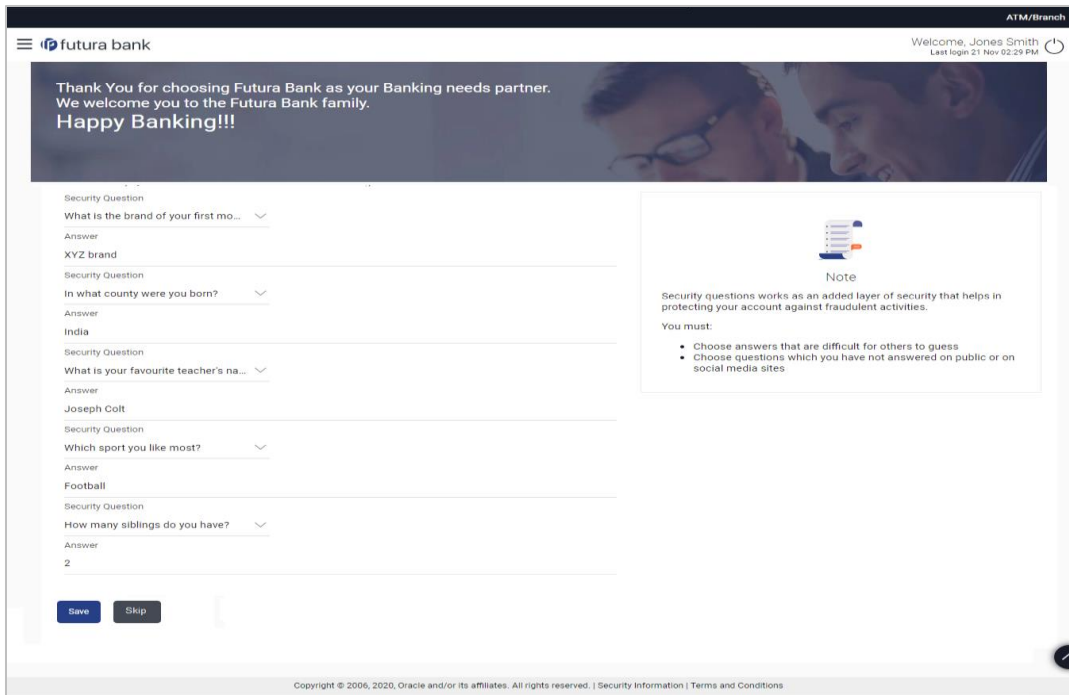 ATM/Branch
futura bank
Welcome, Jones Smith
Last login 21 Nov 02:29 PM
Thank You for choosing Futura Bank as your Banking needs partner.
We welcome you to the Futura Bank family.
Happy Banking!!!
Security Question
What is the brand of your first mo...
Answer
XYZ brand
Security Question
In what county were you born?
Answer
India
Security Question
What is your favourite teacher's na...
Answer
Joseph Colt
Security Question
Which sport you like most?
Answer
Football
Security Question
How many siblings do you have?
Answer
2
Save
Skip
Note
Security questions works as an added layer of security that helps in
protecting your account against fraudulent activities.
You must:
• Choose answers that are difficult for others to guess
• Choose questions which you have not answered on public or on
social media sites
Copyright © 2006, 2020, Oracle and/or its affiliates. All rights reserved. | Security Information | Terms and Conditions